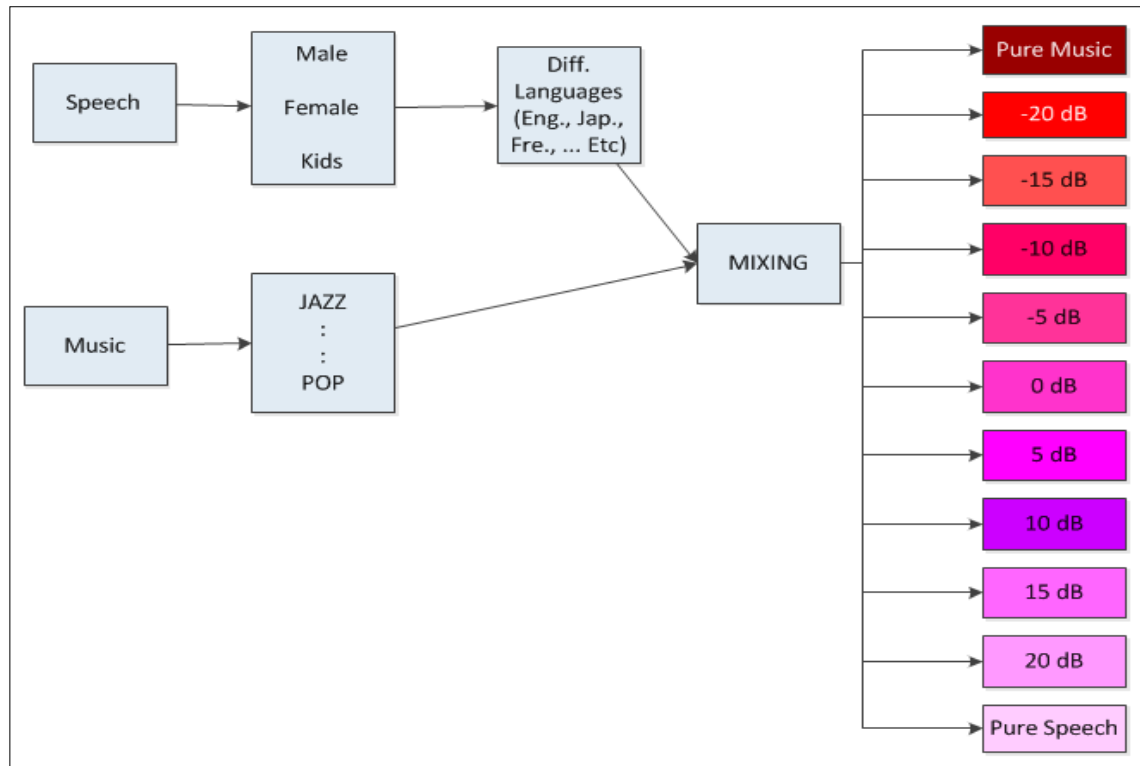 Speech
Male
Female
Kids
Diff.
Languages
(Eng., Jap.,
Fre., ... Etc)
Music
JAZZ
:
:
POP
MIXING
Pure Music
-20 dB
-15 dB
-10 dB
-5 dB
0 dB
5 dB
10 dB
15 dB
20 dB
Pure Speech